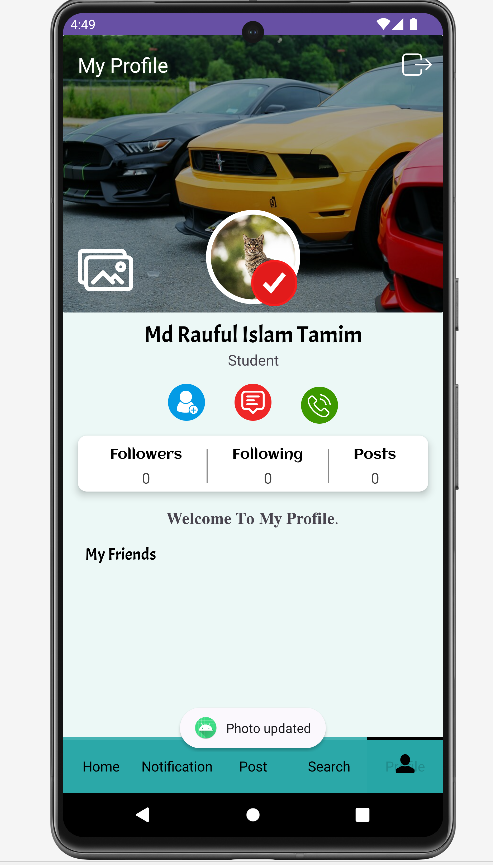 4:49
My Profile
Md Rauful Islam Tamim
Student
Followers Following Posts
0 0 0
Welcome To My Profile.
My Friends
Photo updated
Home Notification Post Search Profile